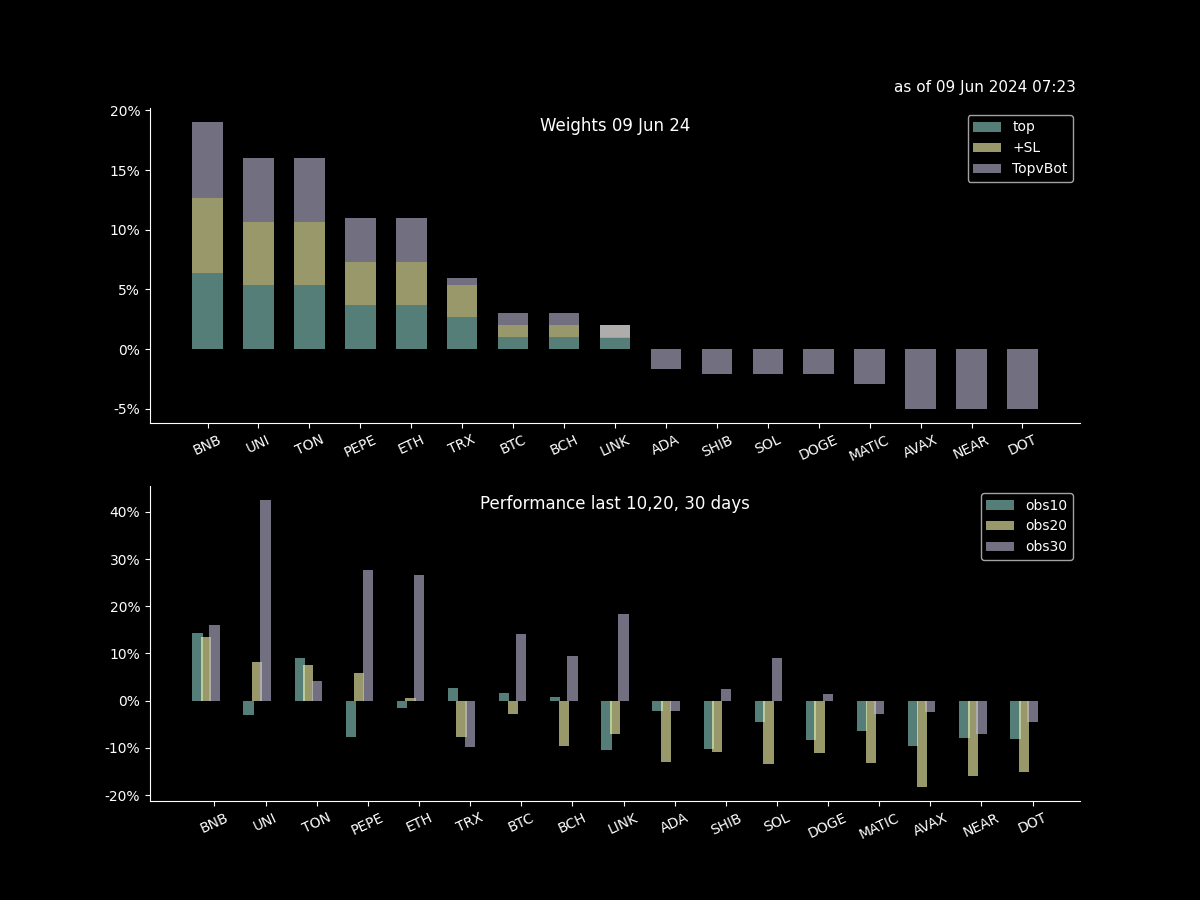 as of 09 Jun 2024 07:23
Weights 09 Jun 24
20%
15%
10%
5%
0%
-5%
top
+SL
TopvBot
BNB UNI TON PEPE ETH TRX BTC BCH LINK ADA SHIB SOL DOGE MATIC AVAX NEAR DOT
Performance last 10,20, 30 days
40%
30%
20%
10%
0%
-10%
-20%
obs10
obs20
obs30
BNB UNI TON PEPE ETH TRX BTC BCH LINK ADA SHIB SOL DOGE MATIC AVAX NEAR DOT